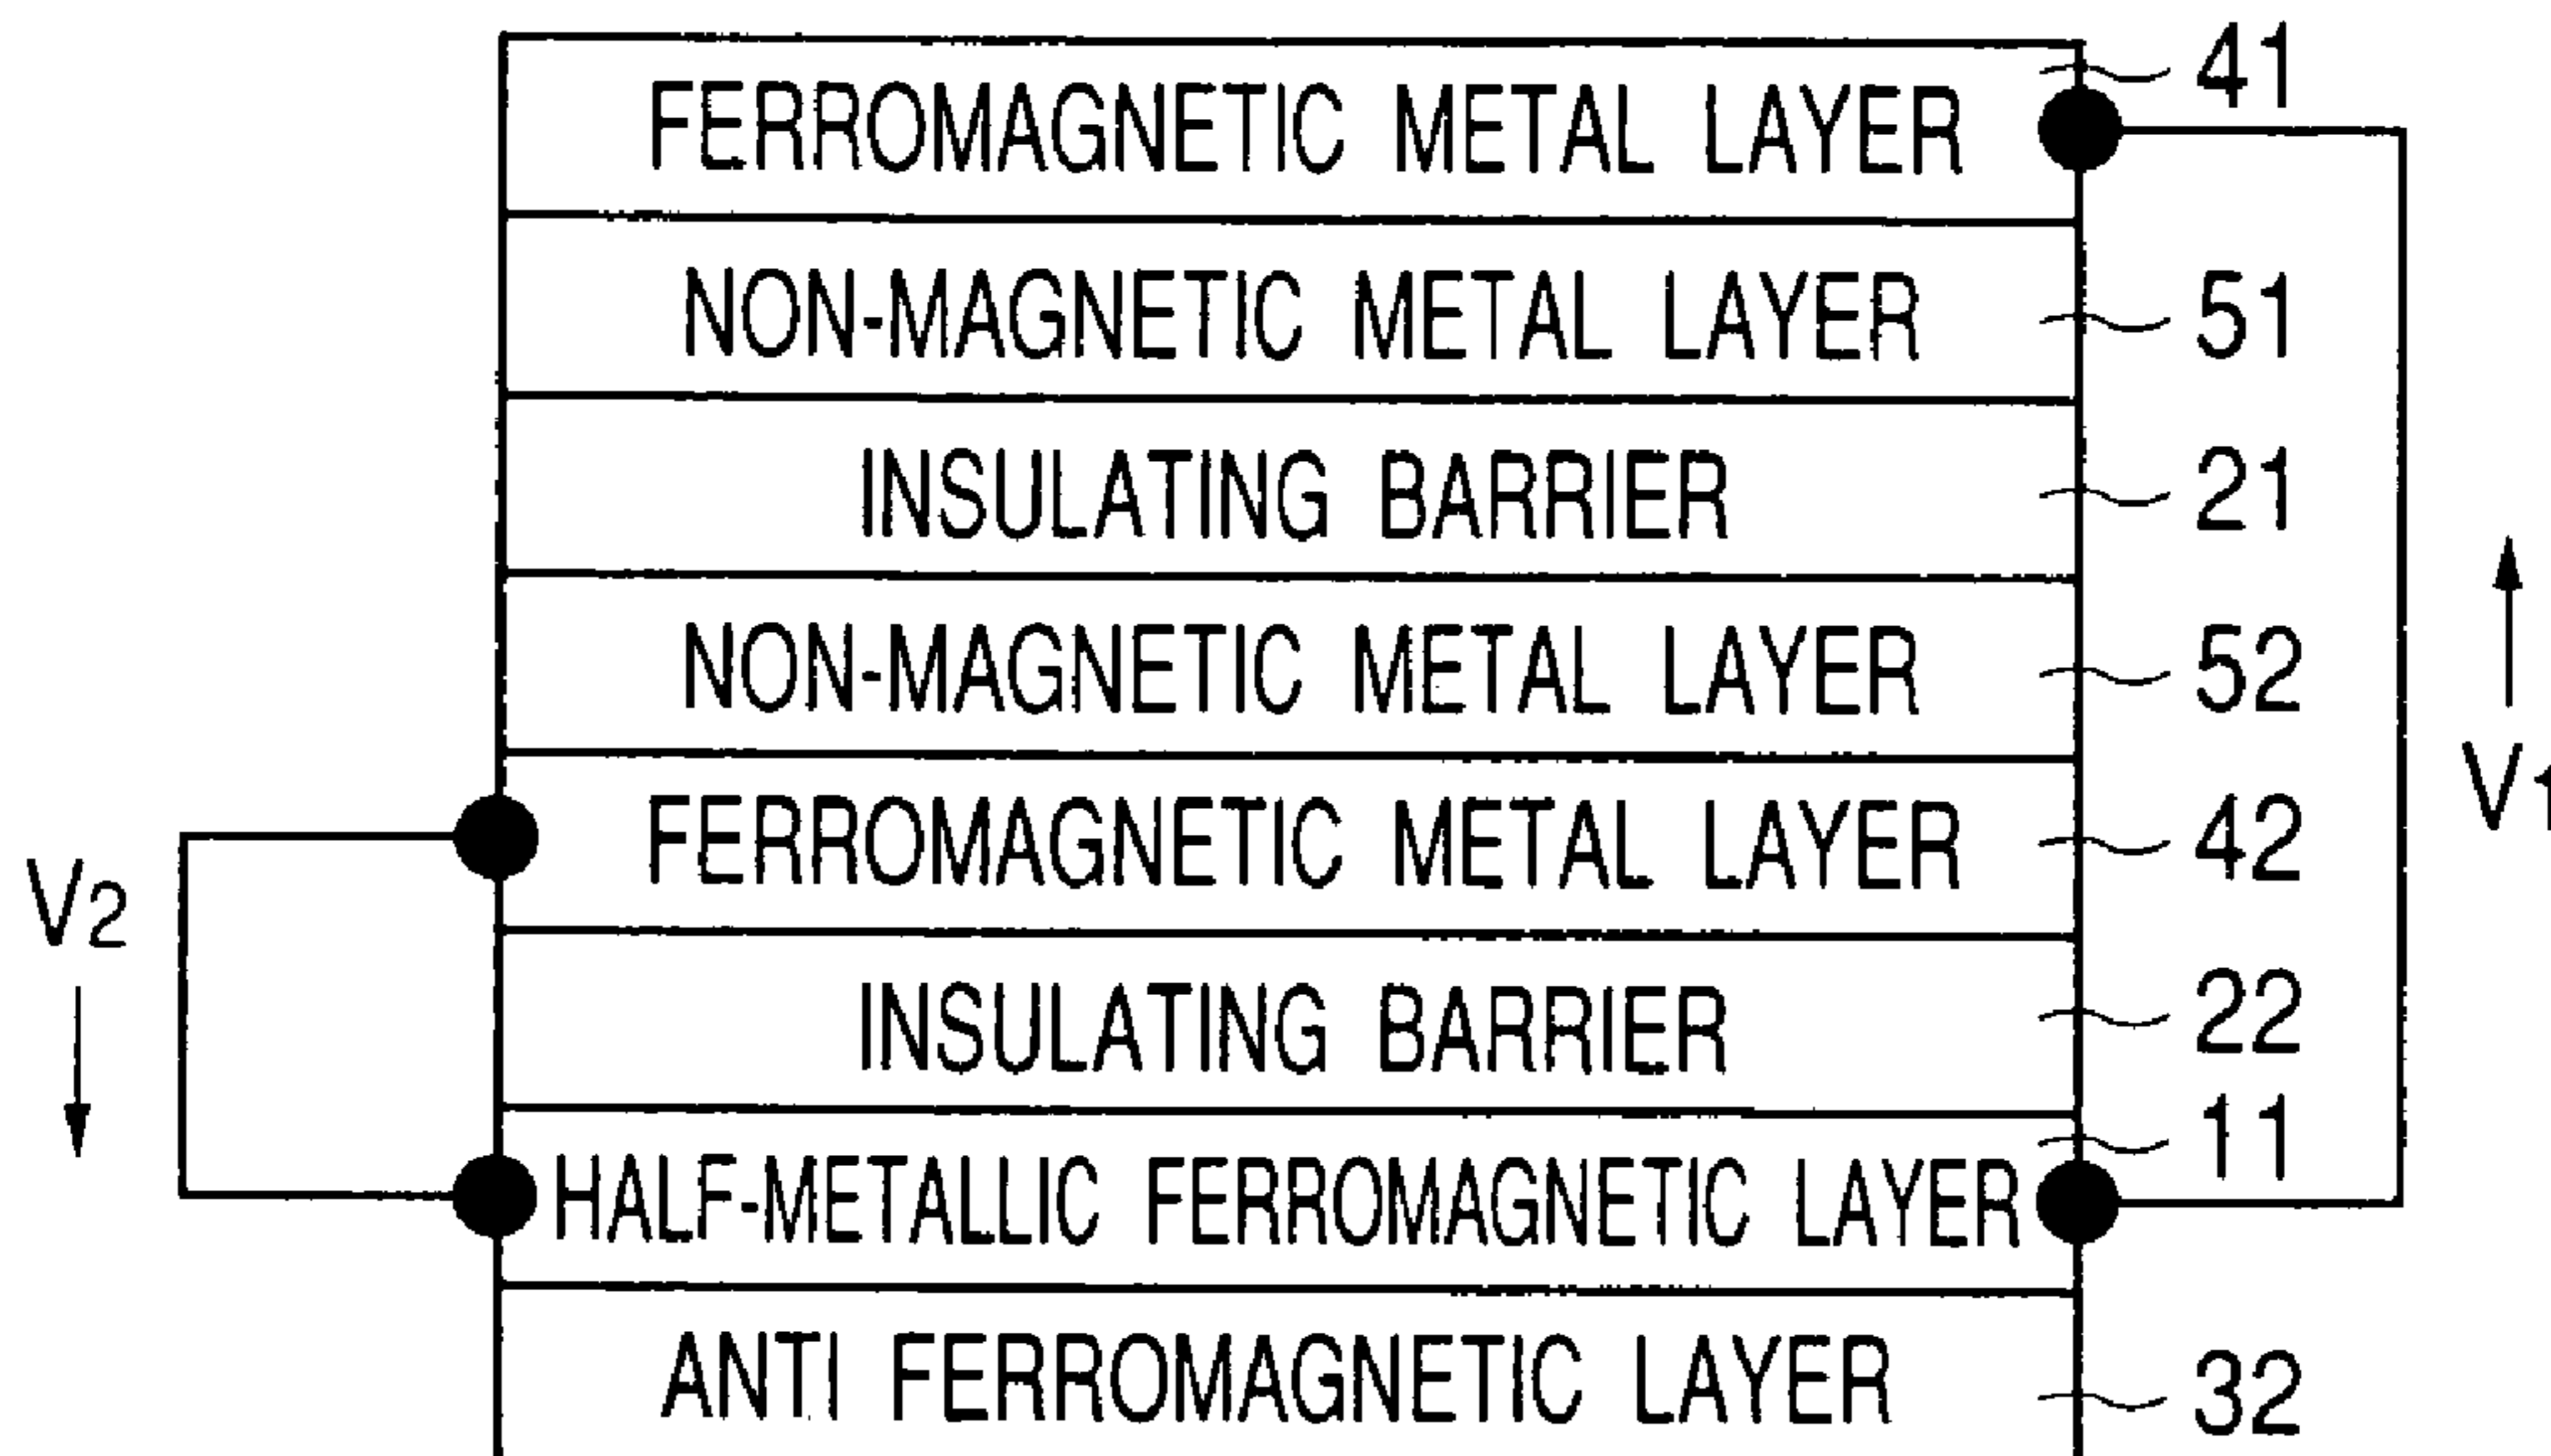 FERROMAGNETIC METAL LAYER 41
NON-MAGNETIC METAL LAYER 51
INSULATING BARRIER 21
NON-MAGNETIC METAL LAYER 52
V1
FERROMAGNETIC METAL LAYER 42
V2
INSULATING BARRIER 22
HALF-METALLIC FERROMAGNETIC LAYER 11
ANTI FERROMAGNETIC LAYER 32